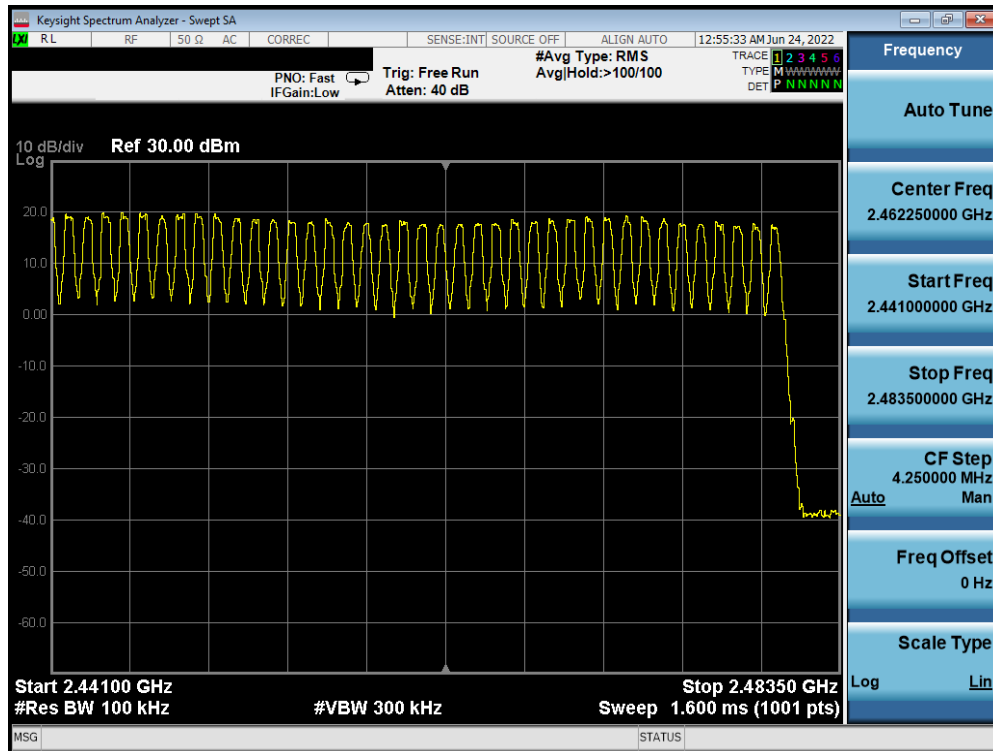 Keysight Spectrum Analyzer - Swept SA
LXI RL RF 50 Ω AC CORREC SENSE:INT SOURCE OFF ALIGN AUTO 12:55:33 AM Jun 24, 2022
PNO: Fast
IFGain:Low
Trig: Free Run
Atten: 40 dB
#Avg Type: RMS
Avg|Hold:>100/100
TRACE 1 2 3 4 5 6
TYPE M WWWWW
DET P N N N N N
10 dB/div Ref 30.00 dBm
Log
20.0
10.0
0.00
-10.0
-20.0
-30.0
-40.0
-50.0
-60.0
Start 2.44100 GHz Stop 2.48350 GHz
#Res BW 100 kHz #VBW 300 kHz Sweep 1.600 ms (1001 pts)
MSG STATUS
Frequency
Auto Tune
Center Freq
2.462250000 GHz
Start Freq
2.441000000 GHz
Stop Freq
2.483500000 GHz
CF Step
4.250000 MHz
Auto Man
Freq Offset
0 Hz
Scale Type
Log Lin